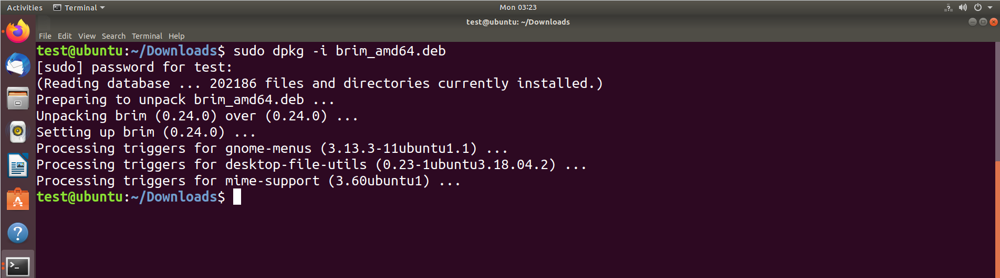 Activities Terminal Mon 03:23
test@ubuntu: ~/Downloads
File Edit View Search Terminal Help
test@ubuntu:~/Downloads$ sudo dpkg -i brim_amd64.deb
[sudo] password for test:
(Reading database ... 202186 files and directories currently installed.)
Preparing to unpack brim_amd64.deb ...
Unpacking brim (0.24.0) over (0.24.0) ...
Setting up brim (0.24.0) ...
Processing triggers for gnome-menus (3.13.3-11ubuntu1.1) ...
Processing triggers for desktop-file-utils (0.23-1ubuntu3.18.04.2) ...
Processing triggers for mime-support (3.60ubuntu1) ...
test@ubuntu:~/Downloads$